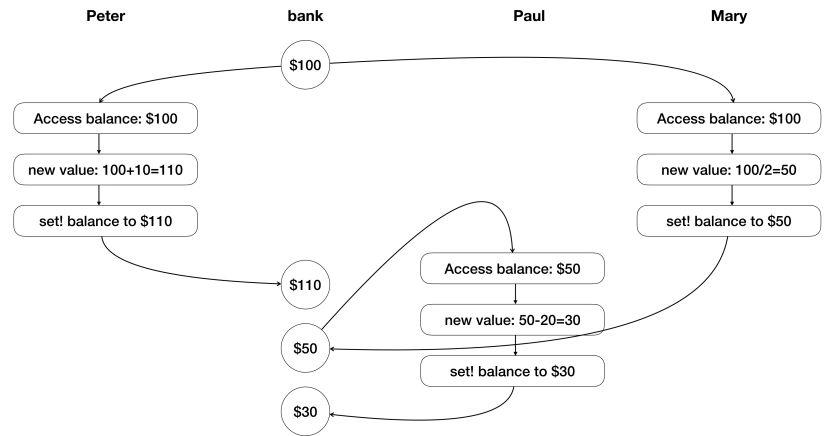 Peter
bank
Paul
Mary
$100
Access balance: $100
Access balance: $100
new value: 100+10=110
new value: 100/2=50
set! balance to $110
set! balance to $50
Access balance: $50
$110
new value: 50-20=30
$50
set! balance to $30
$30